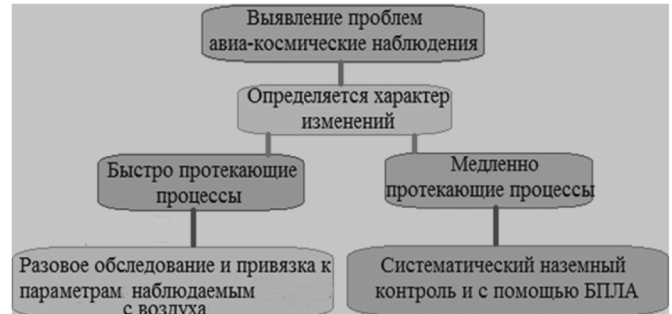 Выявление проблем
авиа-космические наблюдения
Определяется характер
изменений
Быстро протекающие
процессы
Медленно
протекающие процессы
Разовое обследование и привязка к
параметрам наблюдаемым
с воздуха
Систематический наземный
контроль и с помощью БПЛА